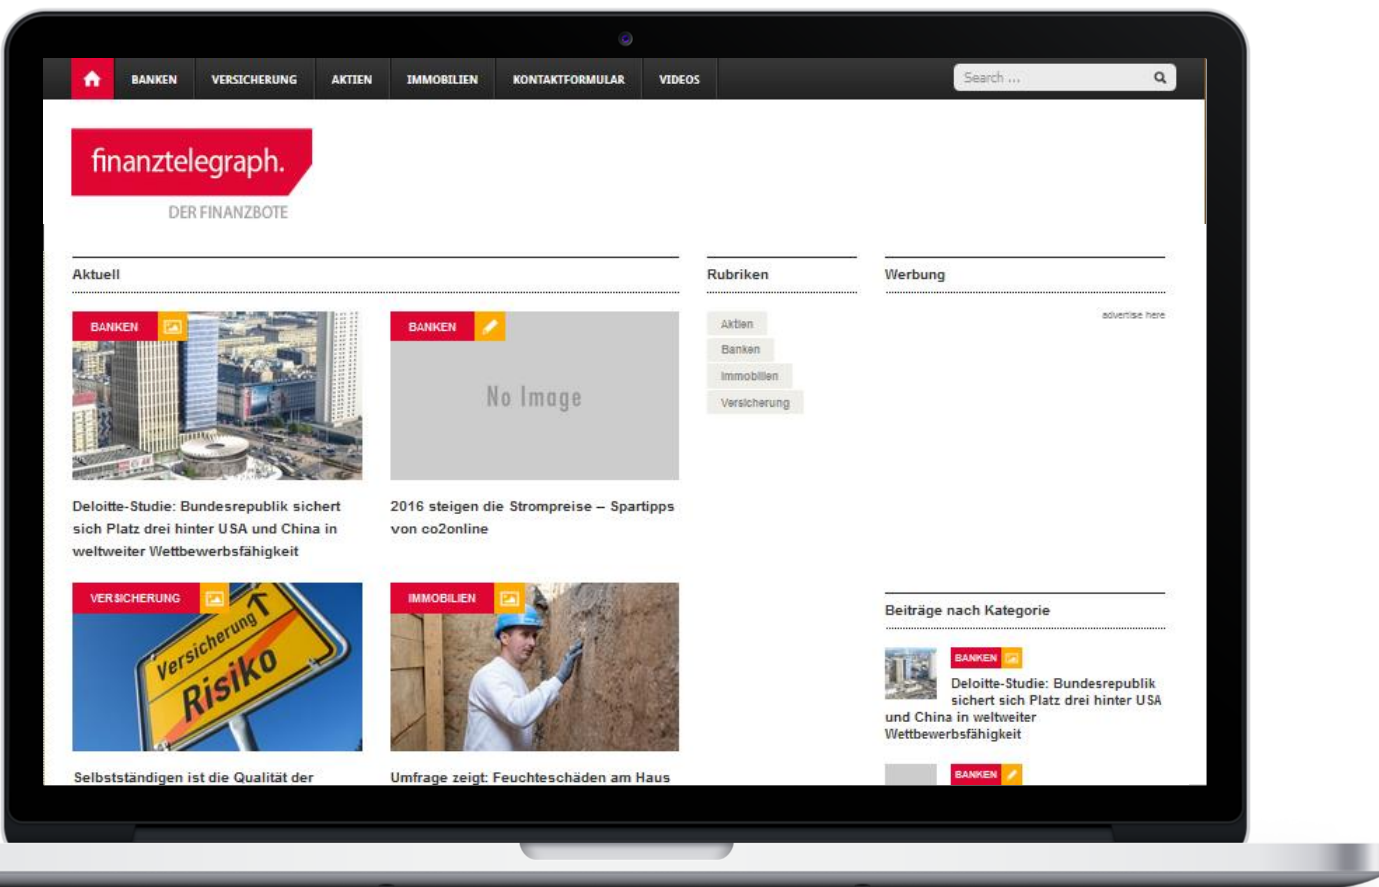 BANKEN VERSICHERUNG AKTIEN IMMOBILIEN KONTAKTFORMULAR VIDEOS Search ...
finanztelegraph.
DER FINANZBOTE
Aktuell
BANKEN
Deloitte-Studie: Bundesrepublik sichert
sich Platz drei hinter USA und China in
weltweiter Wettbewerbsfähigkeit
BANKEN
No Image
2016 steigen die Strompreise – Spartipps
von co2online
VERSICHERUNG
Versicherung
Risiko
Selbstständigen ist die Qualität der
IMMOBILIEN
Umfrage zeigt: Feuchteschäden am Haus
Rubriken
Aktien
Banken
Immobilien
Versicherung
Werbung
advertise here
Beiträge nach Kategorie
BANKEN
Deloitte-Studie: Bundesrepublik
sichert sich Platz drei hinter USA
und China in weltweiter
Wettbewerbsfähigkeit
BANKEN